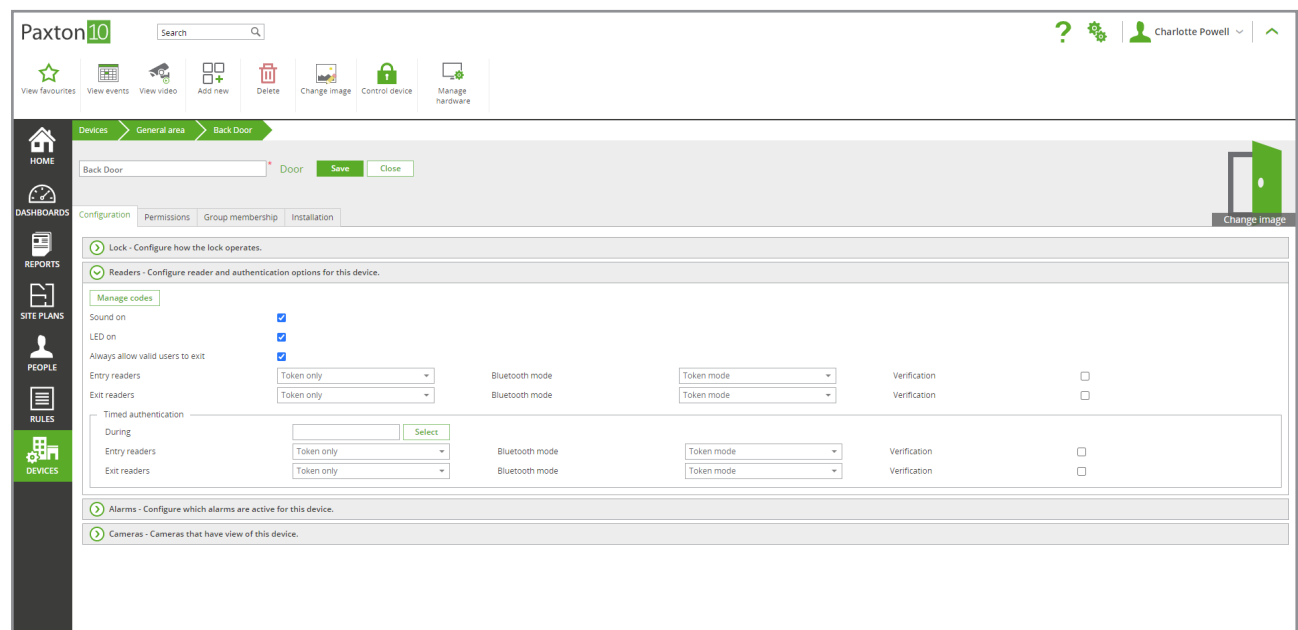 Paxton10
Search
? Charlotte Powell
View favourites View events View video Add new Delete Change image Control device Manage hardware
Devices General area Back Door
HOME
DASHBOARDS
REPORTS
SITE PLANS
PEOPLE
RULES
DEVICES
Back Door * Door Save Close
Change image
Configuration Permissions Group membership Installation
Lock - Configure how the lock operates.
Readers - Configure reader and authentication options for this device.
Manage codes
Sound on
LED on
Always allow valid users to exit
Entry readers Token only Bluetooth mode Token mode Verification
Exit readers Token only Bluetooth mode Token mode Verification
Timed authentication
During Select
Entry readers Token only Bluetooth mode Token mode Verification
Exit readers Token only Bluetooth mode Token mode Verification
Alarms - Configure which alarms are active for this device.
Cameras - Cameras that have view of this device.